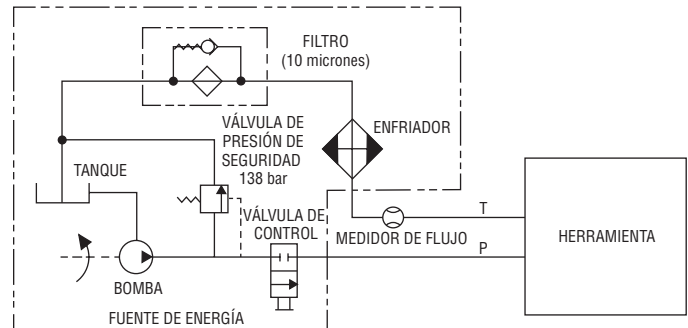 FILTRO
(10 micrones)
VÁLVULA DE
PRESIÓN DE
SEGURIDAD
138 bar
ENFRIADOR
TANQUE
VÁLVULA DE
CONTROL
MEDIDOR DE FLUJO
T
P
HERRAMIENTA
BOMBA
FUENTE DE ENERGÍA